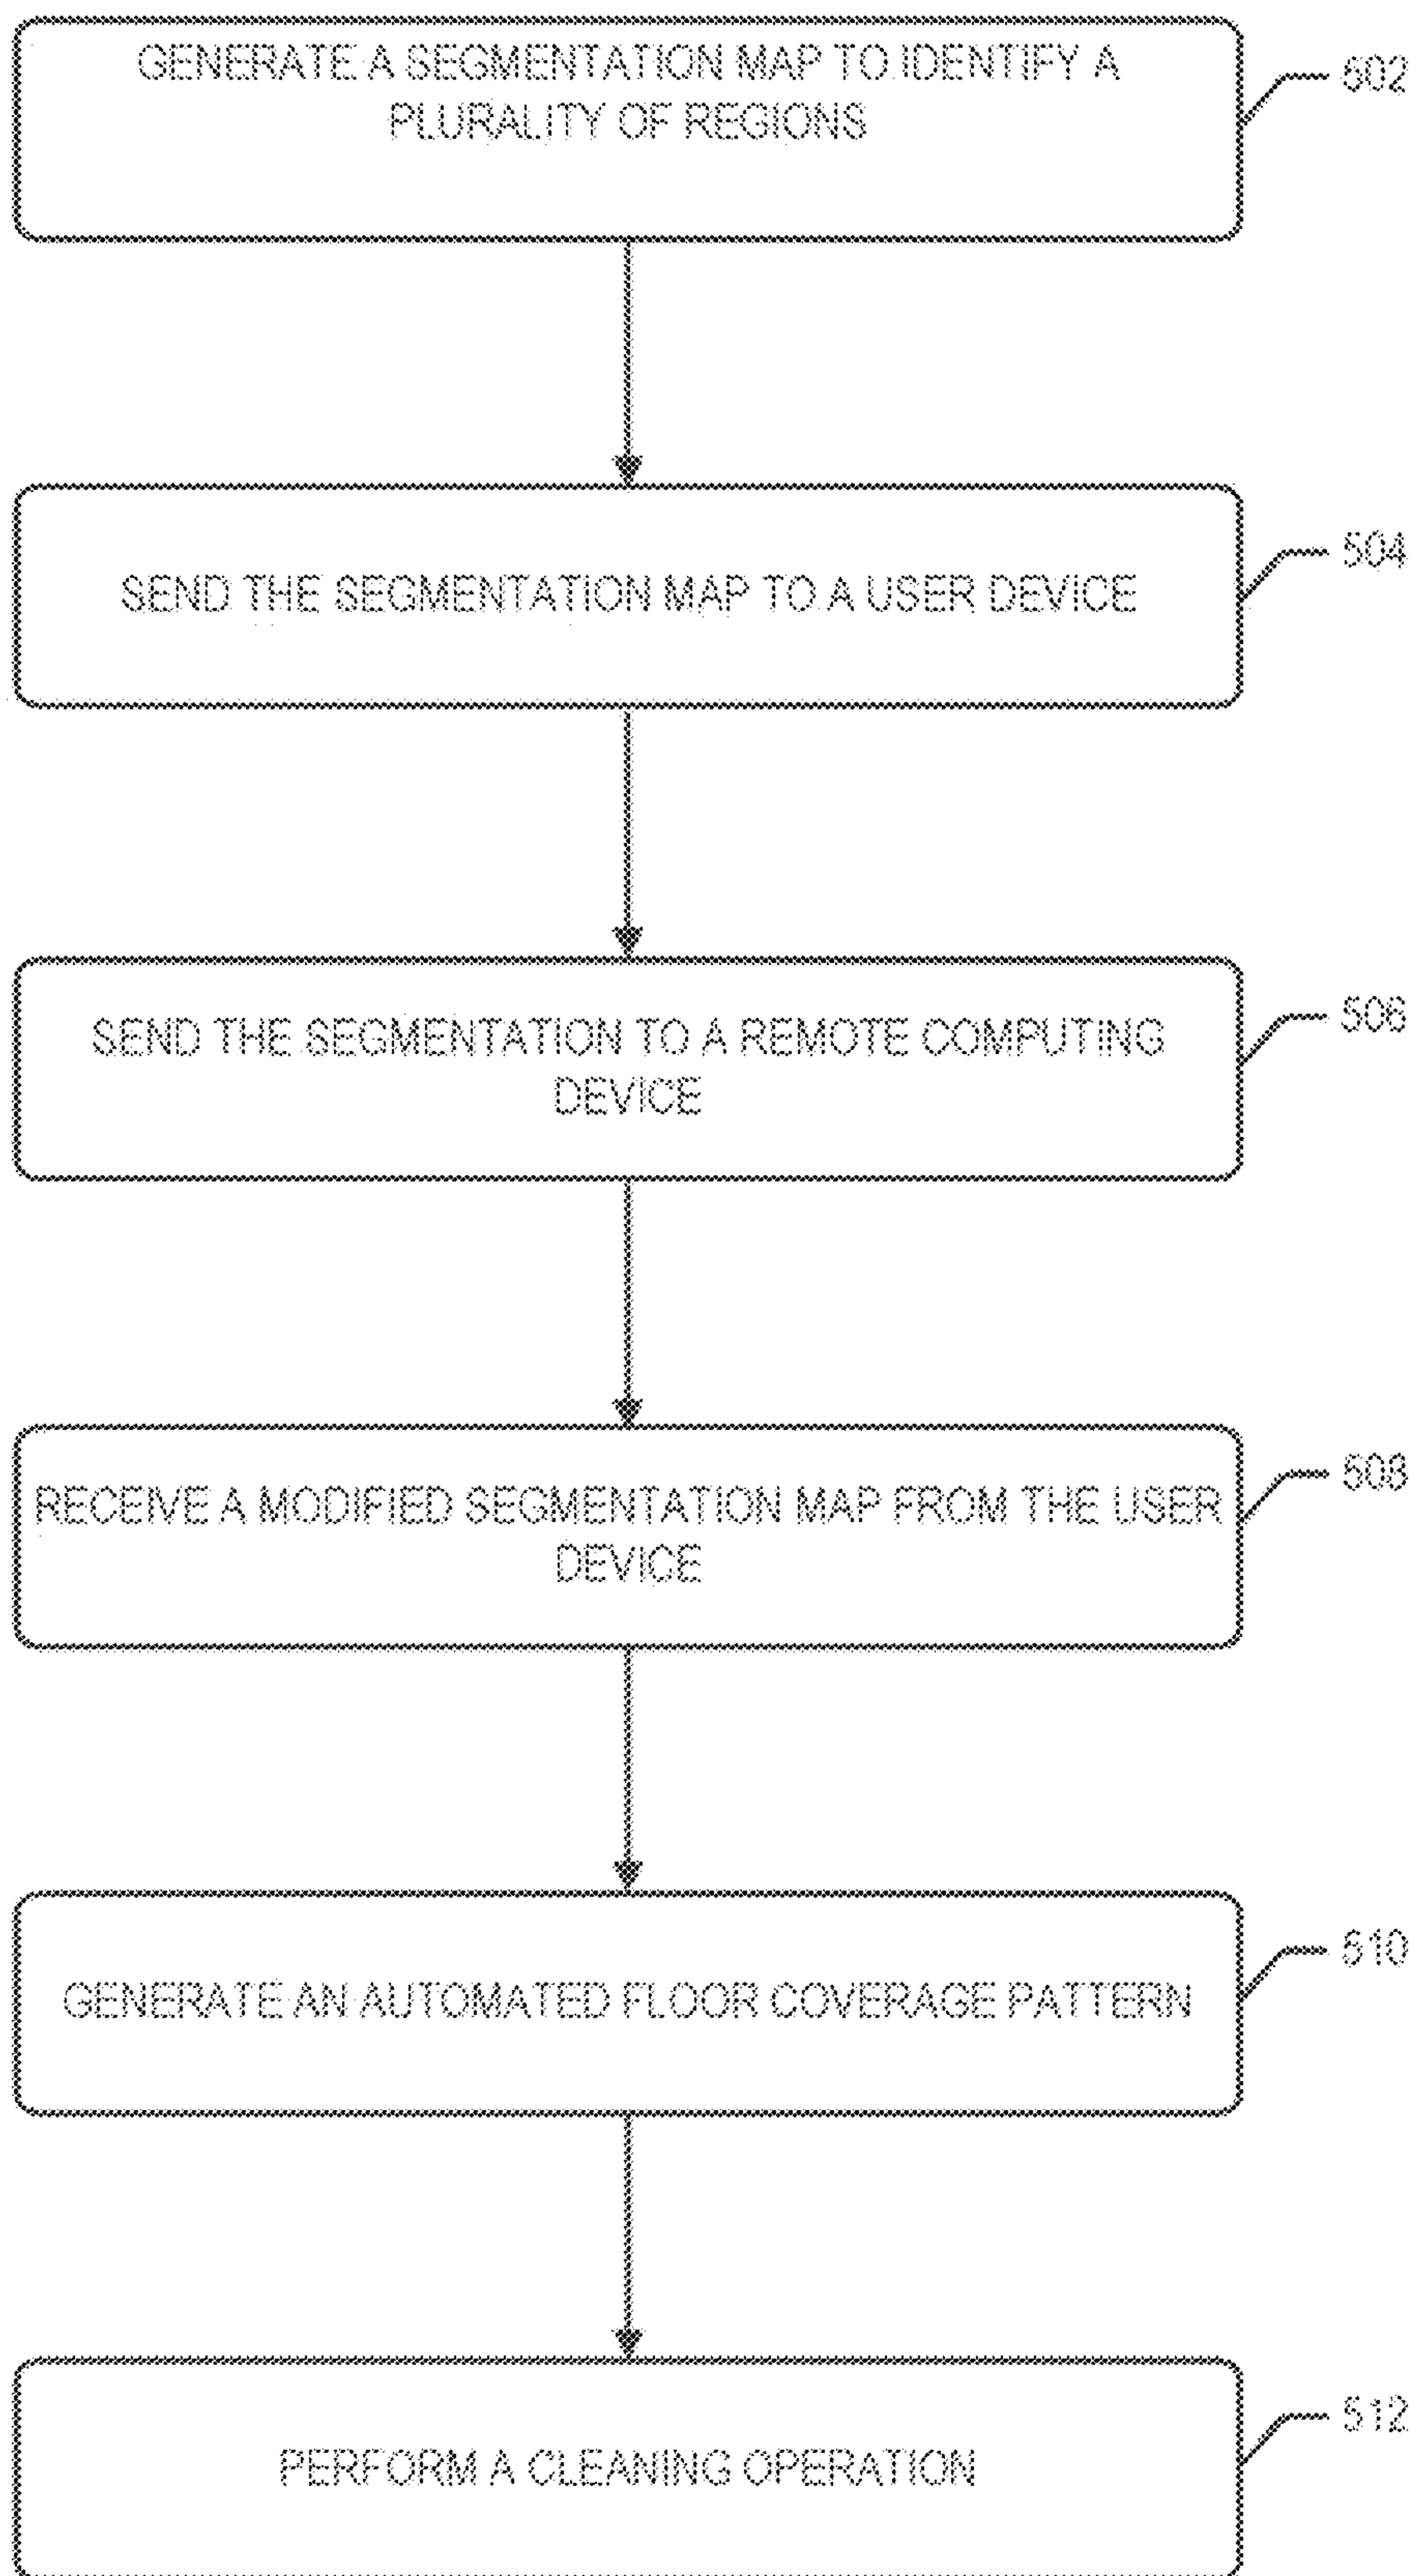 GENERATE A SEGMENTATION MAP TO IDENTIFY A
PLURALITY OF REGIONS
502
SEND THE SEGMENTATION MAP TO A USER DEVICE
504
SEND THE SEGMENTATION TO A REMOTE COMPUTING
DEVICE
506
RECEIVE A MODIFIED SEGMENTATION MAP FROM THE USER
DEVICE
508
GENERATE AN AUTOMATED FLOOR COVERAGE PATTERN
510
PERFORM A CLEANING OPERATION
512